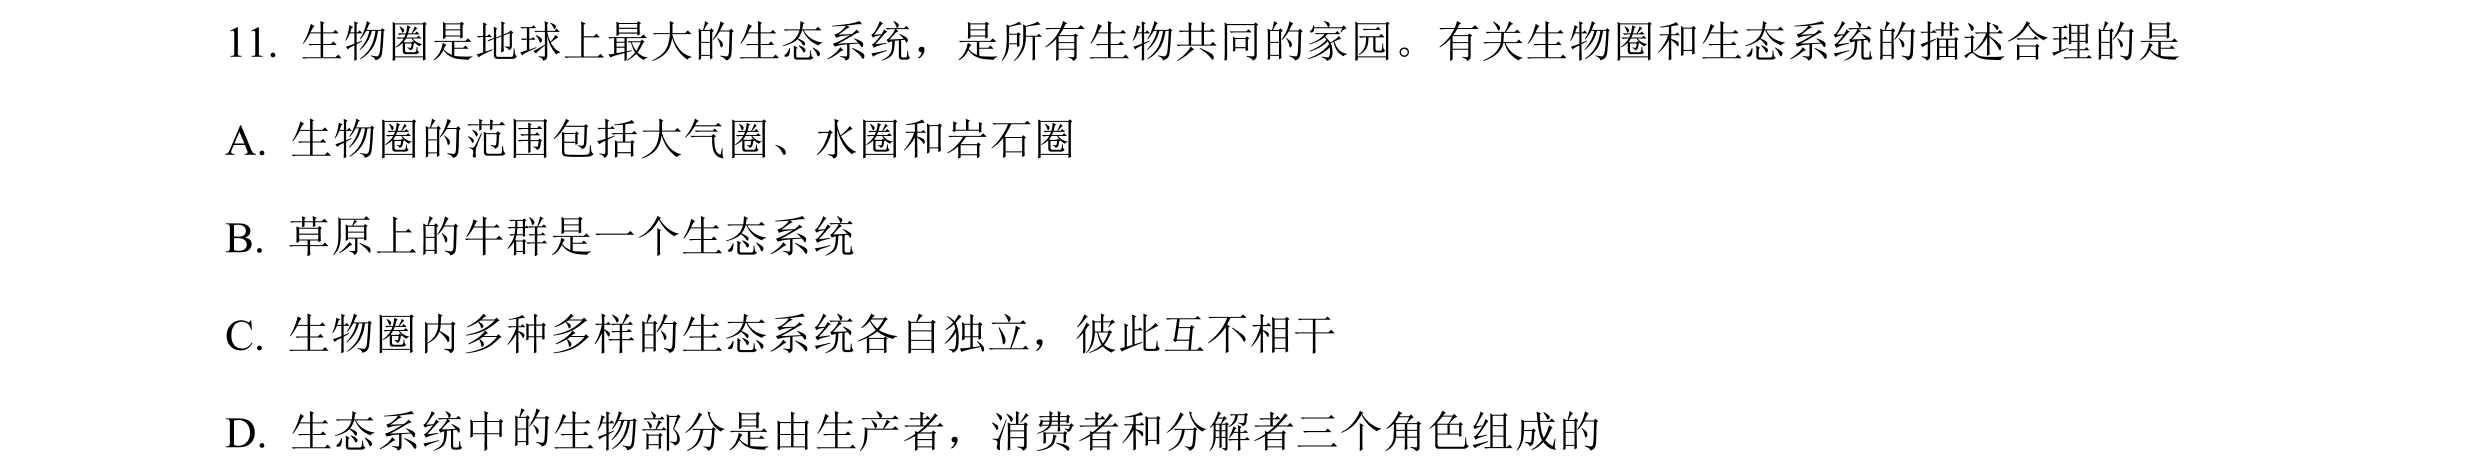 11. 生物圈是地球上最大的生态系统，是所有生物共同的家园。有关生物圈和生态系统的描述合理的是
A. 生物圈的范围包括大气圈、水圈和岩石圈
B. 草原上的牛群是一个生态系统
C. 生物圈内多种多样的生态系统各自独立，彼此互不相干
D. 生态系统中的生物部分是由生产者，消费者和分解者三个角色组成的